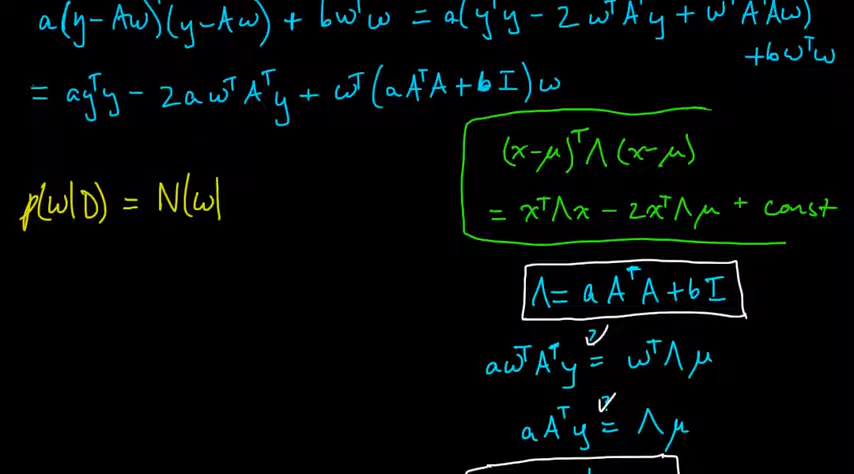 a(y-Aw)ᵀ(y-Aw) + bwᵀw = a(yᵀy - 2wᵀAᵀy + wᵀAᵀAw) + bwᵀw
= ayᵀy - 2awᵀAᵀy + wᵀ(aAᵀA + bI)w
(x-μ)ᵀΛ(x-μ)
= xᵀΛx - 2xᵀΛμ + const
p(w|D) = N(w|
Λ = aAᵀA + bI
awᵀAᵀy = wᵀΛμ
aAᵀy = Λμ